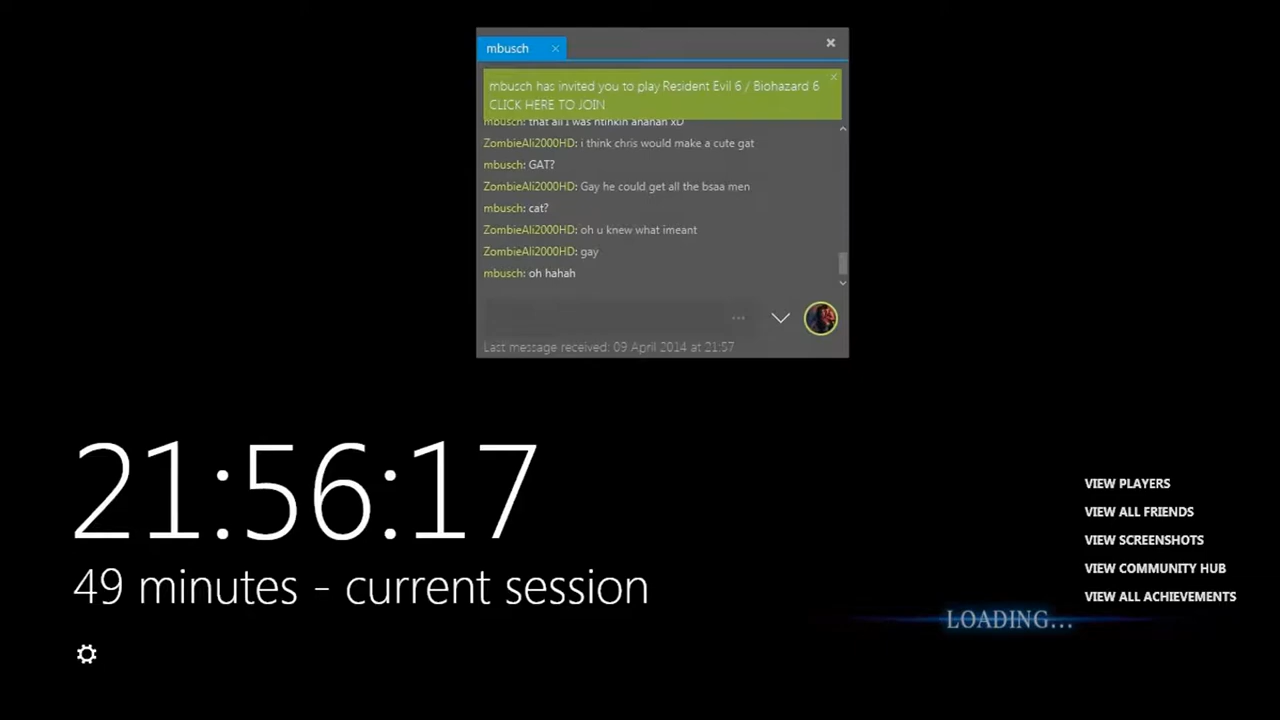 mbusch
mbusch has invited you to play Resident Evil 6 / Biohazard 6
CLICK HERE TO JOIN
mbusch: that all I was ntinkin ahahah xD
ZombieAli2000HD: i think chris would make a cute gat
mbusch: GAT?
ZombieAli2000HD: Gay he could get all the bsaa men
mbusch: cat?
ZombieAli2000HD: oh u knew what imeant
ZombieAli2000HD: gay
mbusch: oh hahah
Last message received: 09 April 2014 at 21:57
21:56:17
49 minutes - current session
VIEW PLAYERS
VIEW ALL FRIENDS
VIEW SCREENSHOTS
VIEW COMMUNITY HUB
VIEW ALL ACHIEVEMENTS
LOADING...